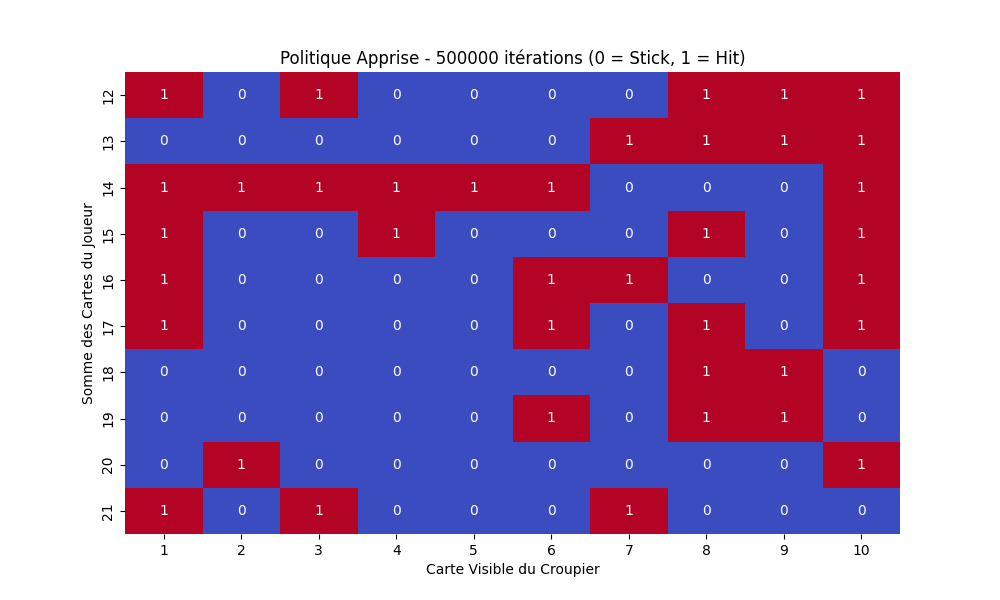 Politique Apprise - 500000 itérations (0 = Stick, 1 = Hit)
Somme des Cartes du Joueur
12 1 0 1 0 0 0 0 1 1 1
13 0 0 0 0 0 0 1 1 1 1
14 1 1 1 1 1 1 0 0 0 1
15 1 0 0 1 0 0 0 1 0 1
16 1 0 0 0 0 1 1 0 0 1
17 1 0 0 0 0 1 0 1 0 1
18 0 0 0 0 0 0 0 1 1 0
19 0 0 0 0 0 1 0 1 1 0
20 0 1 0 0 0 0 0 0 0 1
21 1 0 1 0 0 0 1 0 0 0
1 2 3 4 5 6 7 8 9 10
Carte Visible du Croupier